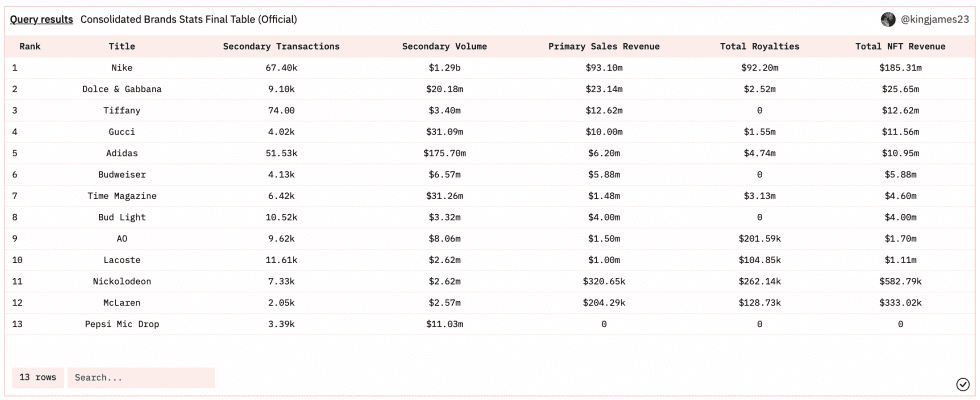 Query results Consolidated Brands Stats Final Table (Official) @kingjames23
Rank Title Secondary Transactions Secondary Volume Primary Sales Revenue Total Royalties Total NFT Revenue
1 Nike 67.40k $1.29b $93.10m $92.20m $185.31m
2 Dolce & Gabbana 9.10k $20.18m $23.14m $2.52m $25.65m
3 Tiffany 74.00 $3.40m $12.62m 0 $12.62m
4 Gucci 4.02k $31.09m $10.00m $1.55m $11.56m
5 Adidas 51.53k $175.70m $6.20m $4.74m $10.95m
6 Budweiser 4.13k $6.57m $5.88m 0 $5.88m
7 Time Magazine 6.42k $31.26m $1.48m $3.13m $4.60m
8 Bud Light 10.52k $3.32m $4.00m 0 $4.00m
9 AO 9.62k $8.06m $1.50m $201.59k $1.70m
10 Lacoste 11.61k $2.62m $1.00m $104.85k $1.11m
11 Nickolodeon 7.33k $2.62m $320.65k $262.14k $582.79k
12 McLaren 2.05k $2.57m $204.29k $128.73k $333.02k
13 Pepsi Mic Drop 3.39k $11.03m 0 0 0
13 rows Search...